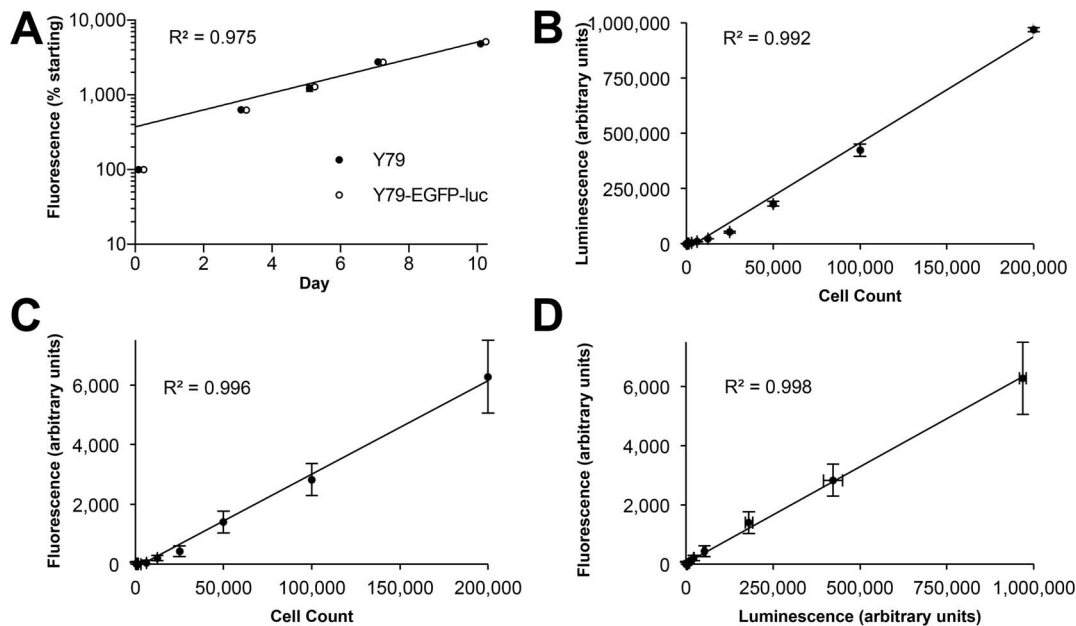 A
R² = 0.975
Fluorescence (% starting)
10,000
1,000
100
10
Y79
Y79-EGFP-luc
0 2 4 6 8 10
Day
B
R² = 0.992
Luminescence (arbitrary units)
1,000,000
750,000
500,000
250,000
0
0 50,000 100,000 150,000 200,000
Cell Count
C
R² = 0.996
Fluorescence (arbitrary units)
6,000
4,000
2,000
0
0 50,000 100,000 150,000 200,000
Cell Count
D
R² = 0.998
Fluorescence (arbitrary units)
6,000
4,000
2,000
0
0 250,000 500,000 750,000 1,000,000
Luminescence (arbitrary units)